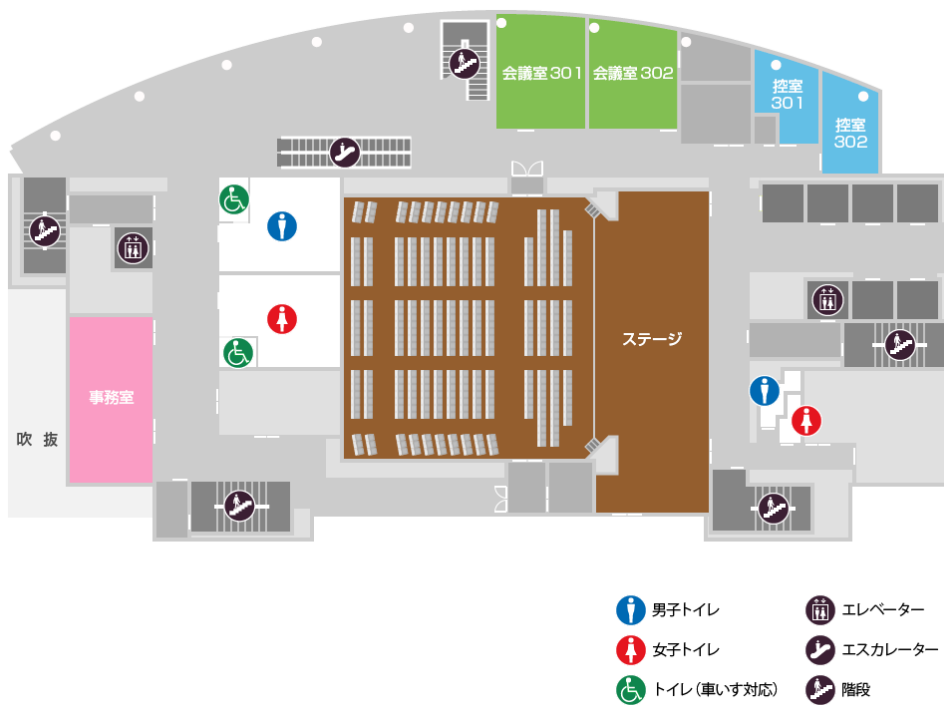 会議室301
会議室302
控室
301
控室
302
ステージ
事務室
吹 抜
男子トイレ
エレベーター
女子トイレ
エスカレーター
トイレ(車いす対応)
階段